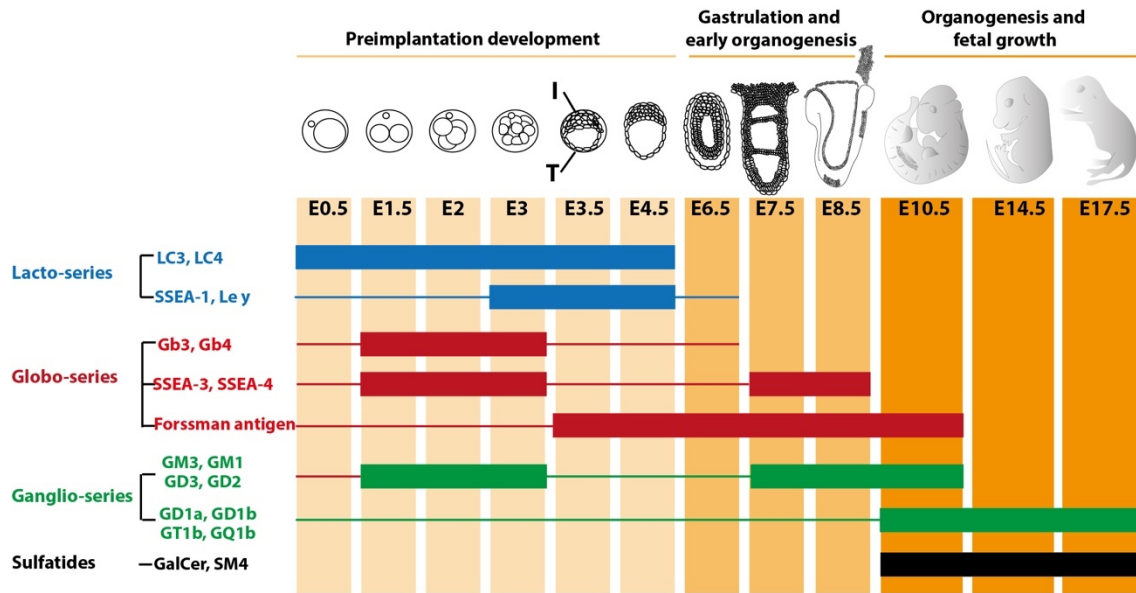 Preimplantation development
Gastrulation and
early organogenesis
Organogenesis and
fetal growth
I
T
E0.5 E1.5 E2 E3 E3.5 E4.5 E6.5 E7.5 E8.5 E10.5 E14.5 E17.5
Lacto-series
LC3, LC4
SSEA-1, Le y
Globo-series
Gb3, Gb4
SSEA-3, SSEA-4
Forssman antigen
Ganglio-series
GM3, GM1
GD3, GD2
GD1a, GD1b
GT1b, GQ1b
Sulfatides
GalCer, SM4